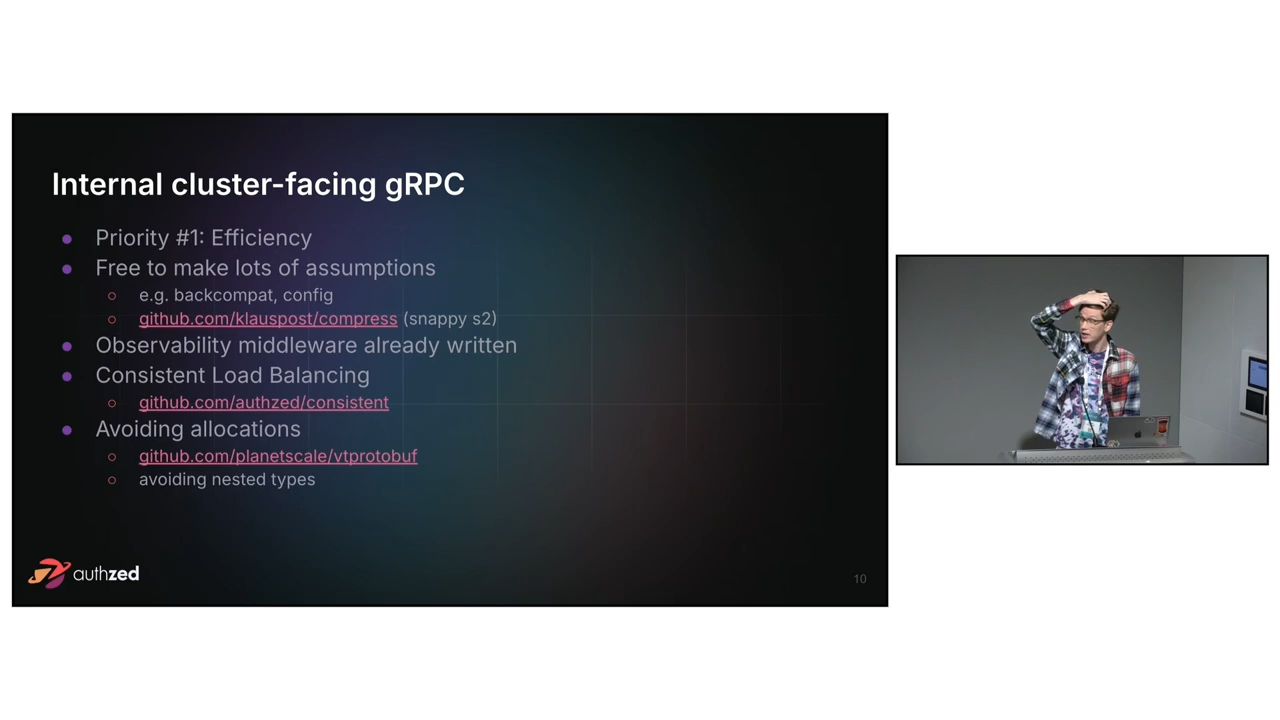 Internal cluster-facing gRPC
● Priority #1: Efficiency
● Free to make lots of assumptions
○ e.g. backcompat, config
○ github.com/klauspost/compress (snappy s2)
● Observability middleware already written
● Consistent Load Balancing
○ github.com/authzed/consistent
● Avoiding allocations
○ github.com/planetscale/vtprotobuf
○ avoiding nested types
authzed
10